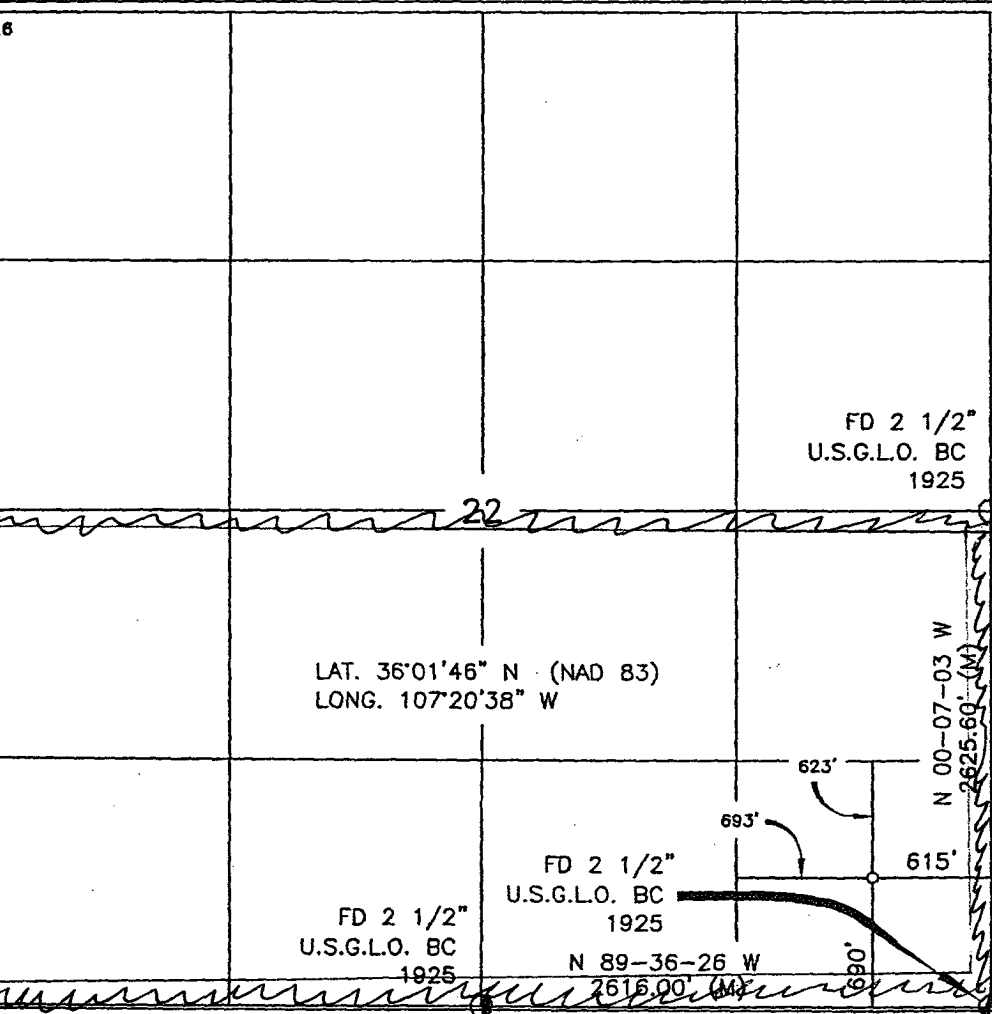 6
FD 2 1/2"
U.S.G.L.O. BC
1925
22
LAT. 36°01'46" N (NAD 83)
LONG. 107°20'38" W
N 00-07-03 W
2625.60' (M)
623'
693'
615'
FD 2 1/2"
U.S.G.L.O. BC
1925
FD 2 1/2"
U.S.G.L.O. BC
1925
N 89-36-26 W
2616.00' (M)
690'